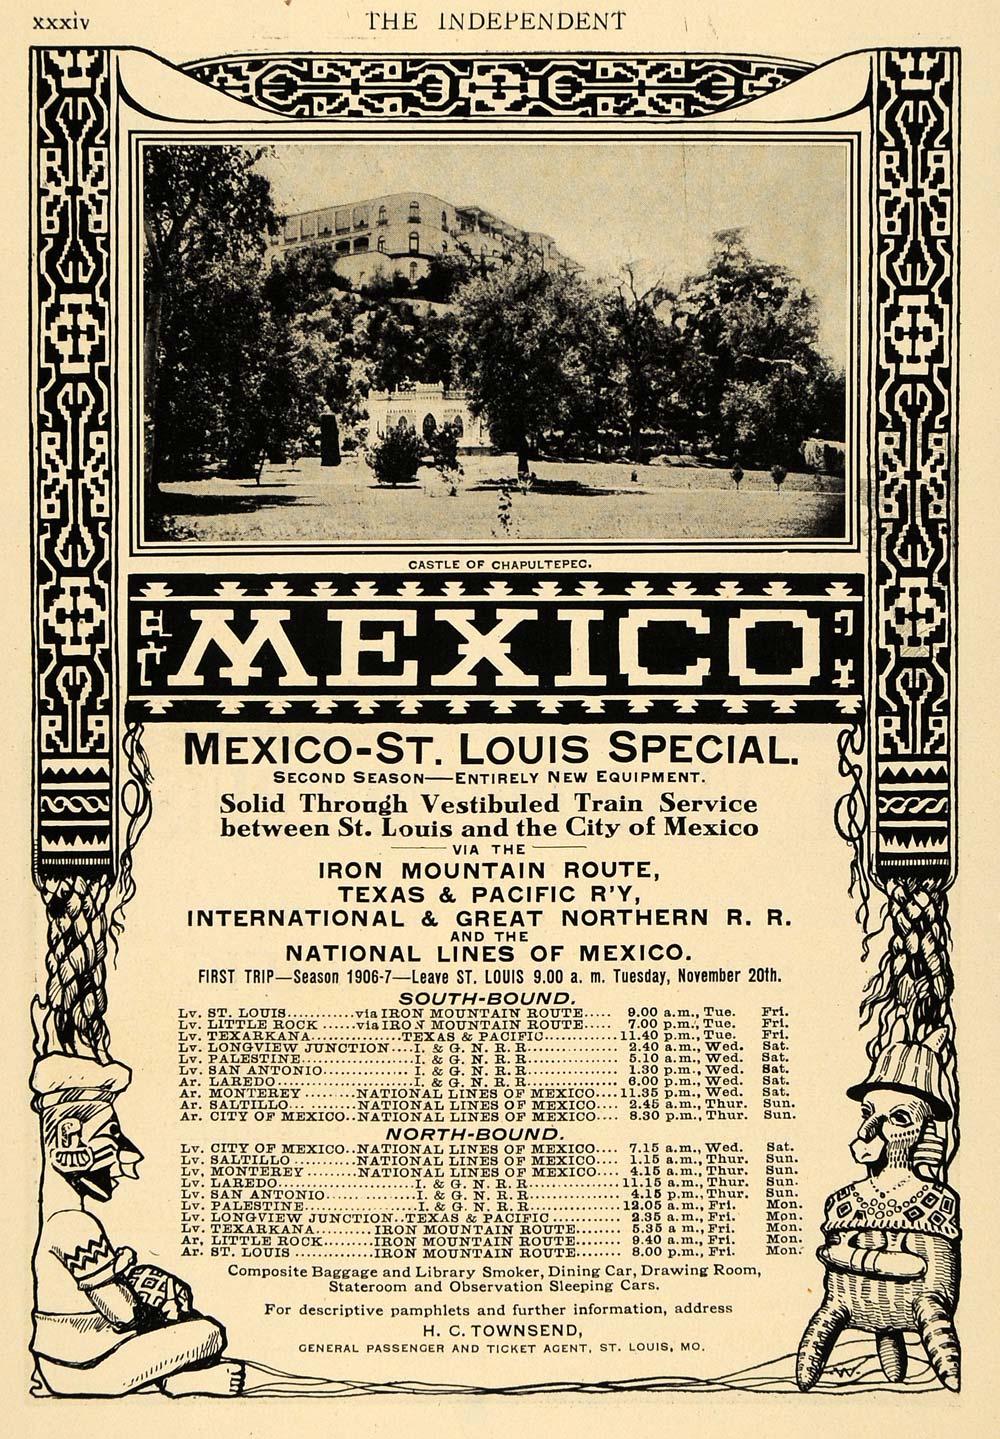 xxxiv THE INDEPENDENT
CASTLE OF CHAPULTEPEC.
MEXICO
MEXICO-ST. LOUIS SPECIAL.
SECOND SEASON—ENTIRELY NEW EQUIPMENT.
Solid Through Vestibuled Train Service
between St. Louis and the City of Mexico
VIA THE
IRON MOUNTAIN ROUTE,
TEXAS & PACIFIC R'Y,
INTERNATIONAL & GREAT NORTHERN R. R.
AND THE
NATIONAL LINES OF MEXICO.
FIRST TRIP—Season 1906-7—Leave ST. LOUIS 9.00 a. m. Tuesday, November 20th.
SOUTH-BOUND.
Lv. ST. LOUIS...........via IRON MOUNTAIN ROUTE..... 9.00 a.m., Tue. Fri.
Lv. LITTLE ROCK ......via IRON MOUNTAIN ROUTE..... 7.00 p.m., Tue. Fri.
Lv. TEXARKANA...............TEXAS & PACIFIC............ 11.40 p.m., Tue. Fri.
Lv. LONGVIEW JUNCTION....I. & G. N. R. R............... 2.40 a.m., Wed. Sat.
Lv. PALESTINE...................I. & G. N. R. R............... 5.10 a.m., Wed. Sat.
Lv. SAN ANTONIO...............I. & G. N. R. R............... 1.30 p.m., Wed. Sat.
Ar. LAREDO.......................I. & G. N. R. R............... 6.00 p.m., Wed. Sat.
Ar. MONTEREY ........NATIONAL LINES OF MEXICO.... 11.35 p.m., Wed. Sat.
Ar. SALTILLO...........NATIONAL LINES OF MEXICO.... 2.45 a.m., Thur. Sun.
Ar. CITY OF MEXICO..NATIONAL LINES OF MEXICO.... 8.30 p.m., Thur. Sun.
NORTH-BOUND.
Lv. CITY OF MEXICO..NATIONAL LINES OF MEXICO.... 7.15 a.m., Wed. Sat.
Lv. SALTILLO ..........NATIONAL LINES OF MEXICO.... 1.15 a.m., Thur. Sun.
Lv. MONTEREY ........NATIONAL LINES OF MEXICO.... 4.15 a.m., Thur. Sun.
Lv. LAREDO.......................I. & G. N. R. R............... 11.15 a.m., Thur. Sun.
Lv. SAN ANTONIO...............I. & G. N. R. R............... 4.15 p.m., Thur. Sun.
Lv. PALESTINE...................I. & G. N. R. R............... 12.05 a.m., Fri. Mon.
Lv. LONGVIEW JUNCTION..TEXAS & PACIFIC............ 2.35 a.m., Fri. Mon.
Lv. TEXARKANA..........IRON MOUNTAIN ROUTE....... 5.35 a m., Fri. Mon.
Ar, LITTLE ROCK........IRON MOUNTAIN ROUTE....... 9.40 a.m., Fri. Mon.
Ar. ST. LOUIS ............IRON MOUNTAIN ROUTE....... 8.00 p.m., Fri. Mon.
Composite Baggage and Library Smoker, Dining Car, Drawing Room,
Stateroom and Observation Sleeping Cars.
For descriptive pamphlets and further information, address
H. C. TOWNSEND,
GENERAL PASSENGER AND TICKET AGENT, ST. LOUIS, MO.
W.